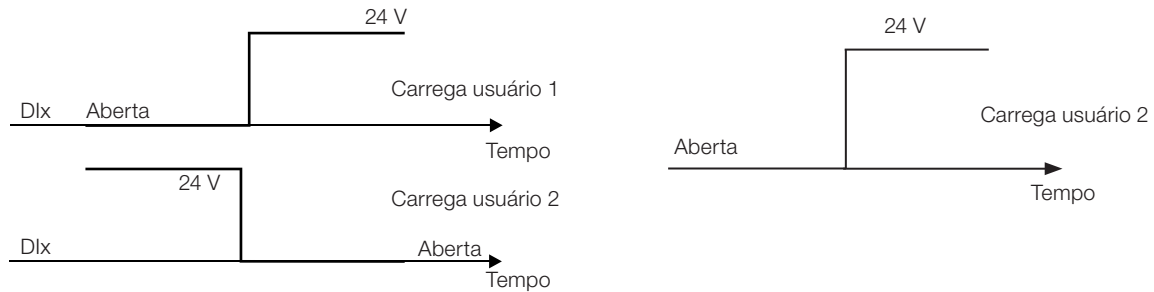 24 V
Carrega usuário 1
DIx Aberta
Tempo
24 V
Carrega usuário 2
DIx
Aberta
Tempo
24 V
Carrega usuário 2
Aberta
Tempo